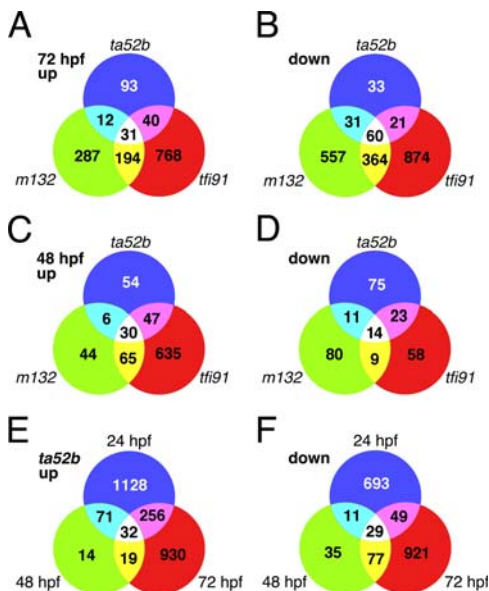 A
B
72 hpf
up
ta52b
93
12
40
31
287
194
768
m132
tfi91
down
ta52b
33
31
21
60
557
364
874
m132
tfi91
C
D
48 hpf
up
ta52b
54
6
47
30
44
65
635
m132
tfi91
down
ta52b
75
11
23
14
80
9
58
m132
tfi91
E
F
ta52b
up
24 hpf
1128
71
256
32
14
19
930
48 hpf
72 hpf
down
24 hpf
693
11
49
29
35
77
921
48 hpf
72 hpf